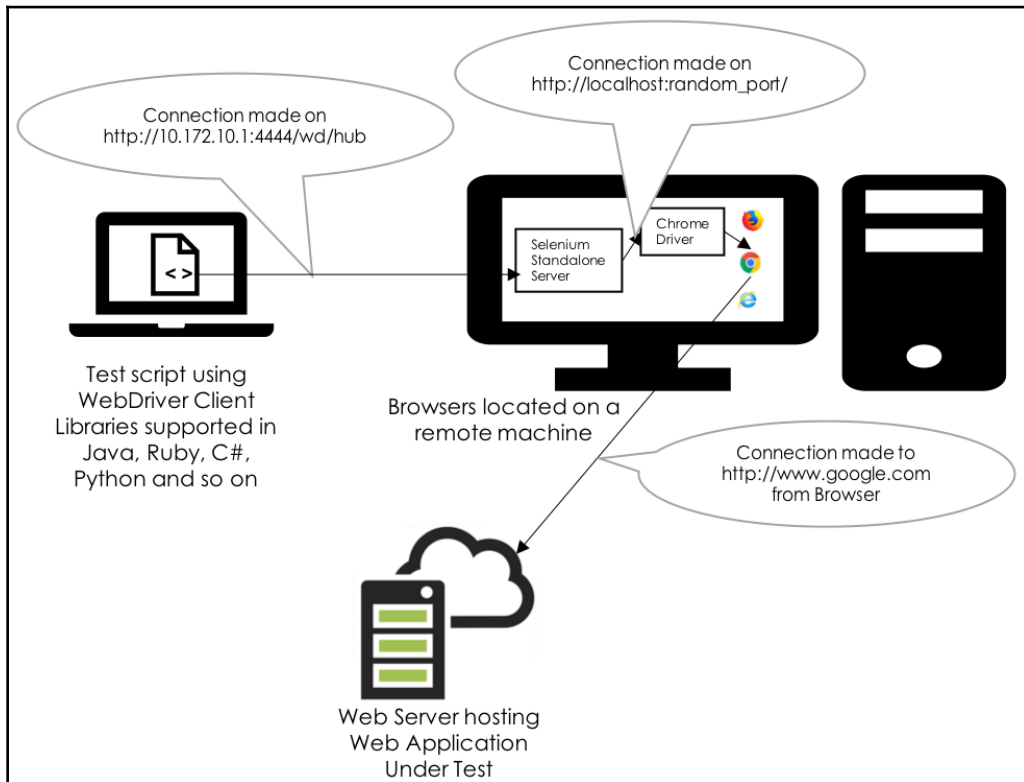 Connection made on
http://localhost:random_port/
Connection made on
http://10.172.10.1:4444/wd/hub
Chrome
Driver
Selenium
Standalone
Server
< >
Test script using
WebDriver Client
Libraries supported in
Java, Ruby, C#,
Python and so on
Browsers located on a
remote machine
Connection made to
http://www.google.com
from Browser
Web Server hosting
Web Application
Under Test